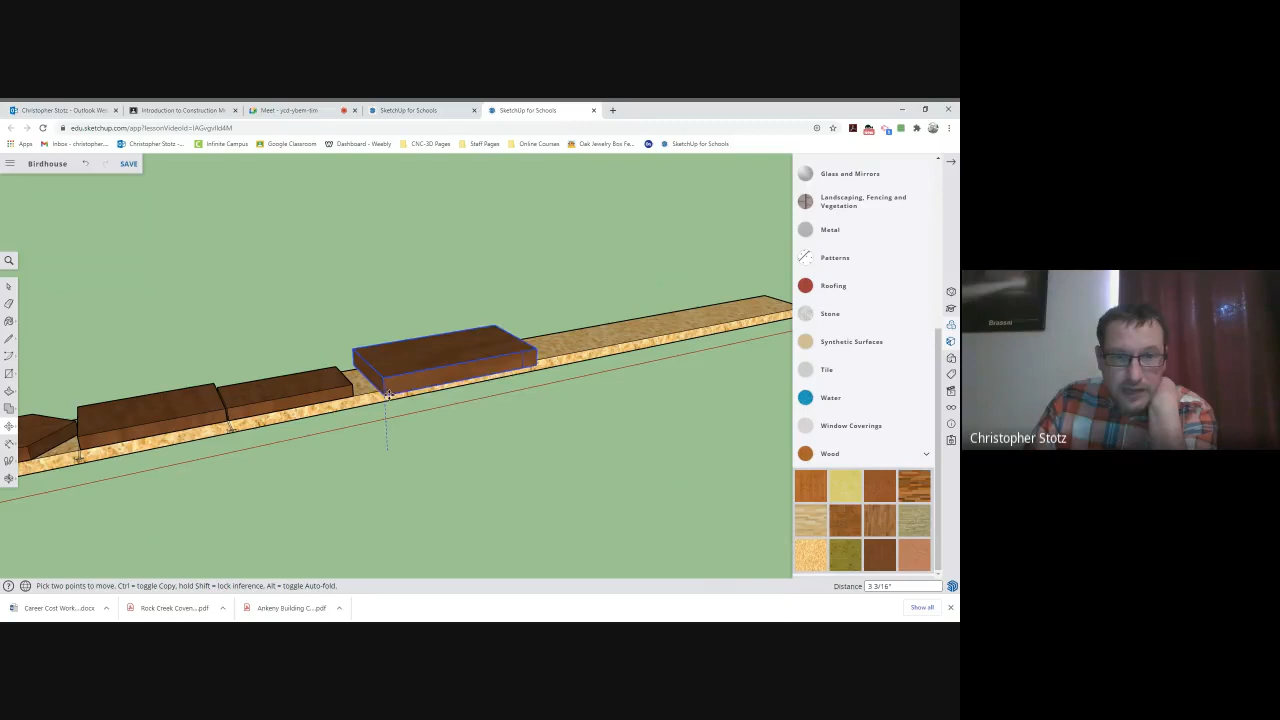 Christopher Stotz - Outlook We
Introduction to Construction M
Meet - ycd-ybem-tim
SketchUp for Schools
SketchUp for Schools
edu.sketchup.com/app?lessonVideoId=
Apps
Inbox - christopher....
Christopher Stotz -...
Infinite Campus
Google Classroom
Dashboard - Weebly
CNC-3D Pages
Staff Pages
Online Courses
Oak Jewelry Box Fe...
SketchUp for Schools
Birdhouse
SAVE
Glass and Mirrors
Landscaping, Fencing and
Vegetation
Metal
Patterns
Roofing
Stone
Synthetic Surfaces
Tile
Water
Window Coverings
Wood
Christopher Stotz
Pick two points to move. Ctrl = toggle Copy, hold Shift = lock inference, Alt = toggle Auto-fold.
Distance 3 3/16"
Career Cost Work....docx
Rock Creek Coven....pdf
Ankeny Building C....pdf
Show all